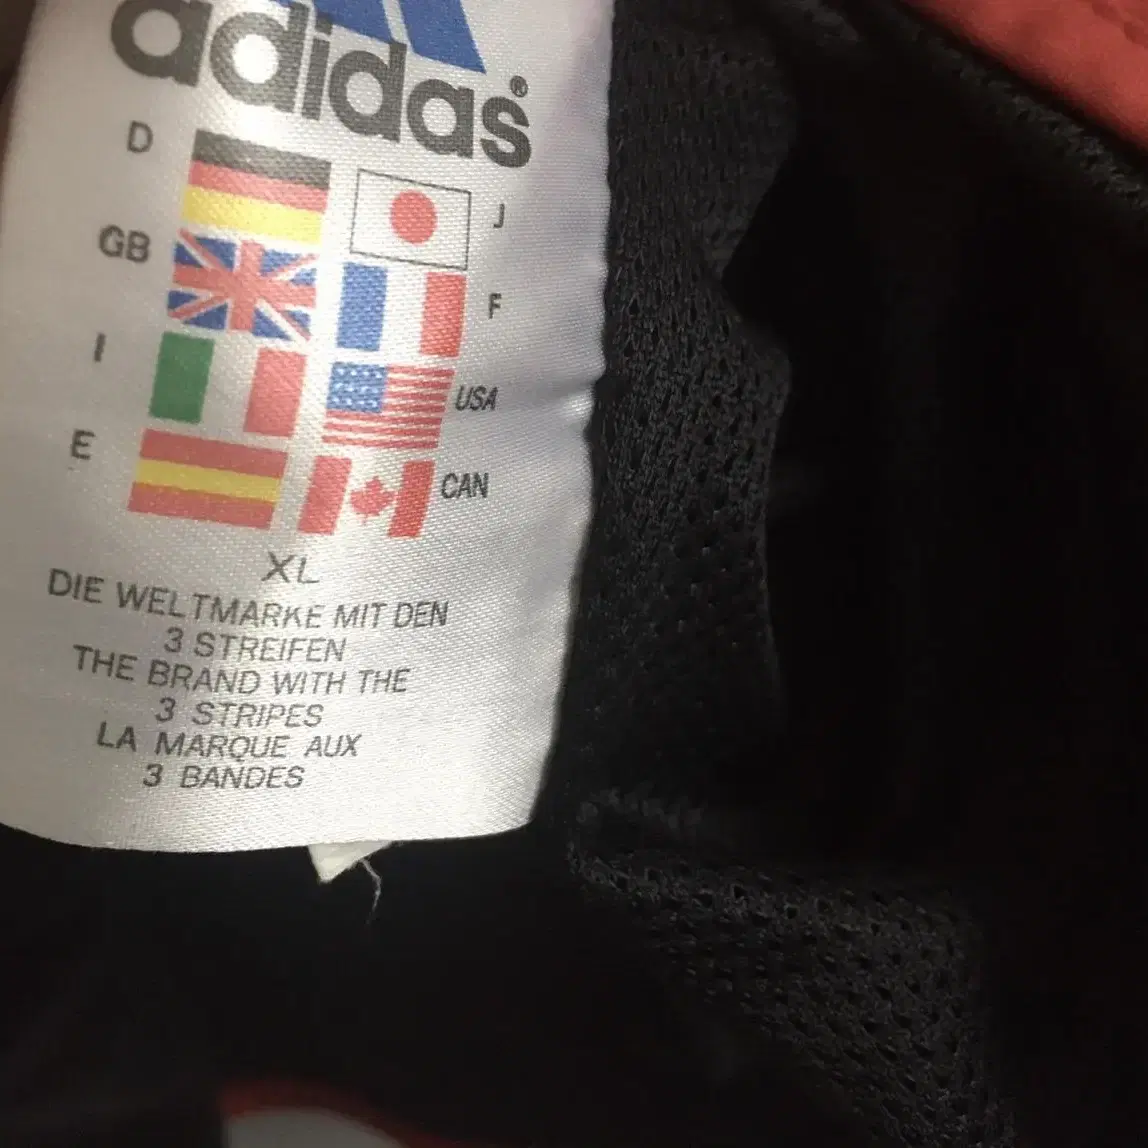 adidas®
D
J
GB
F
I
USA
E
CAN
XL
DIE WELTMARKE MIT DEN
3 STREIFEN
THE BRAND WITH THE
3 STRIPES
LA MARQUE AUX
3 BANDES